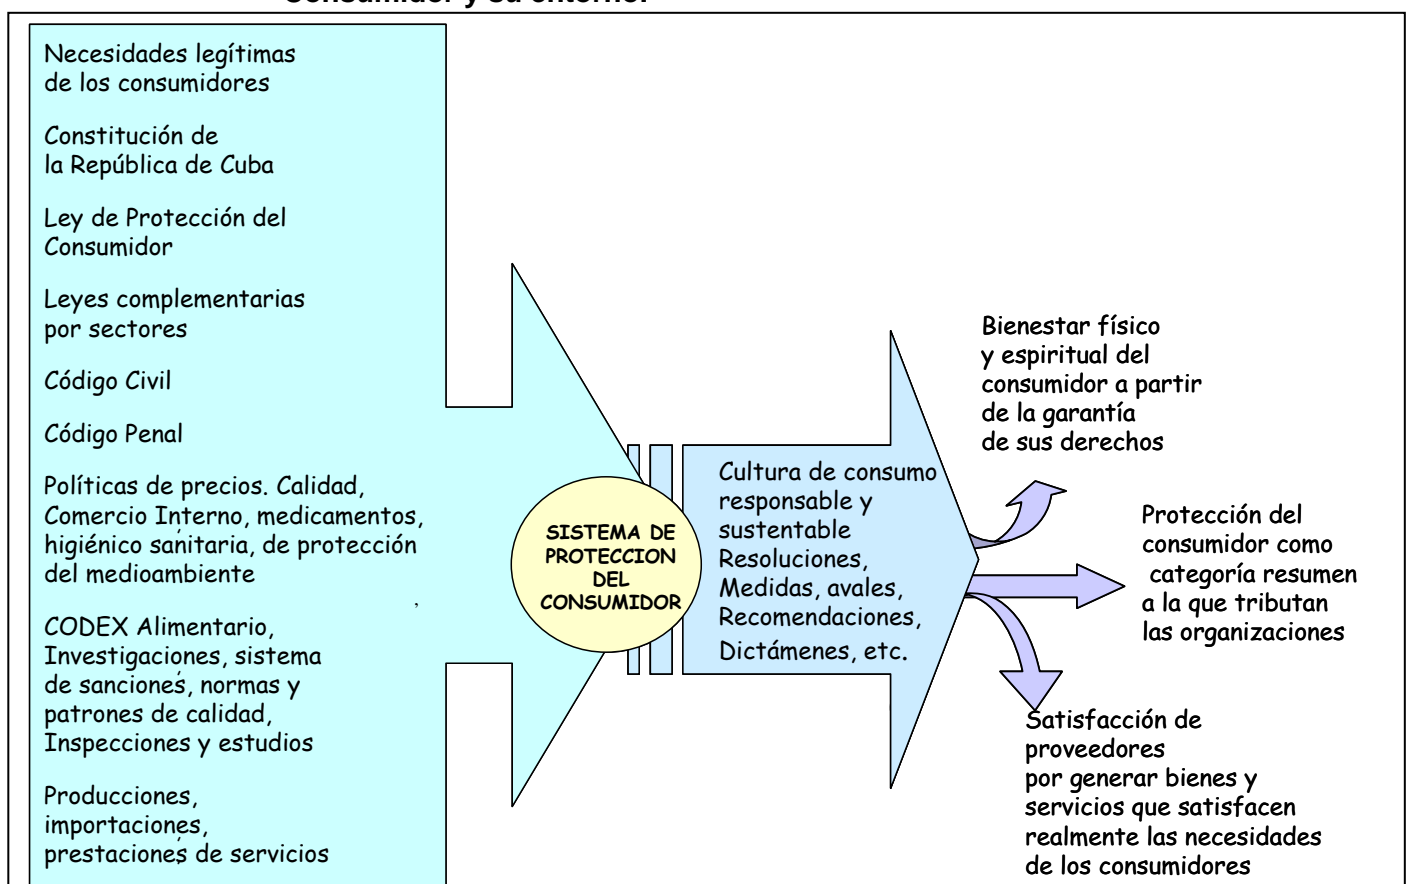 Consumidor y su entorno.
Necesidades legítimas
de los consumidores
Constitución de
la República de Cuba
Ley de Protección del
Consumidor
Leyes complementarias
por sectores
Código Civil
Código Penal
Políticas de precios. Calidad,
Comercio Interno, medicamentos,
higiénico sanitaria, de protección
del medioambiente
CODEX Alimentario,
Investigaciones, sistema
de sanciones, normas y
patrones de calidad,
Inspecciones y estudios
Producciones,
importaciones,
prestaciones de servicios
SISTEMA DE
PROTECCION
DEL
CONSUMIDOR
Cultura de consumo
responsable y
sustentable
Resoluciones,
Medidas, avales,
Recomendaciones,
Dictámenes, etc.
Bienestar físico
y espiritual del
consumidor a partir
de la garantía
de sus derechos
Protección del
consumidor como
categoría resumen
a la que tributan
las organizaciones
Satisfacción de
proveedores
por generar bienes y
servicios que satisfacen
realmente las necesidades
de los consumidores